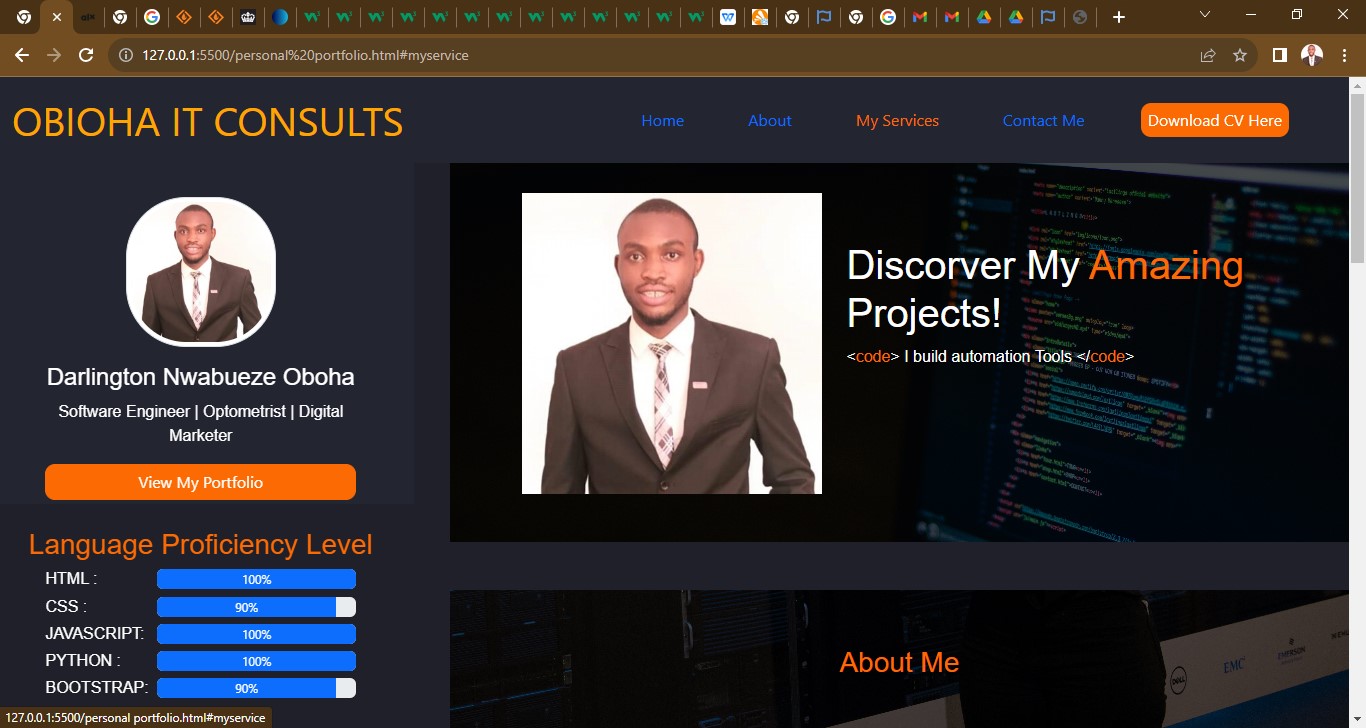 127.0.0.1:5500/personal%20portfolio.html#myservice
OBIOHA IT CONSULTS
Home
About
My Services
Contact Me
Download CV Here
Darlington Nwabueze Oboha
Software Engineer | Optometrist | Digital
Marketer
View My Portfolio
Language Proficiency Level
HTML : 100%
CSS : 90%
JAVASCRIPT: 100%
PYTHON : 100%
BOOTSTRAP: 90%
Discorver My Amazing
Projects!
<code> I build automation Tools </code>
About Me
DELL
EMC
EMERSON
127.0.0.1:5500/personal portfolio.html#myservice